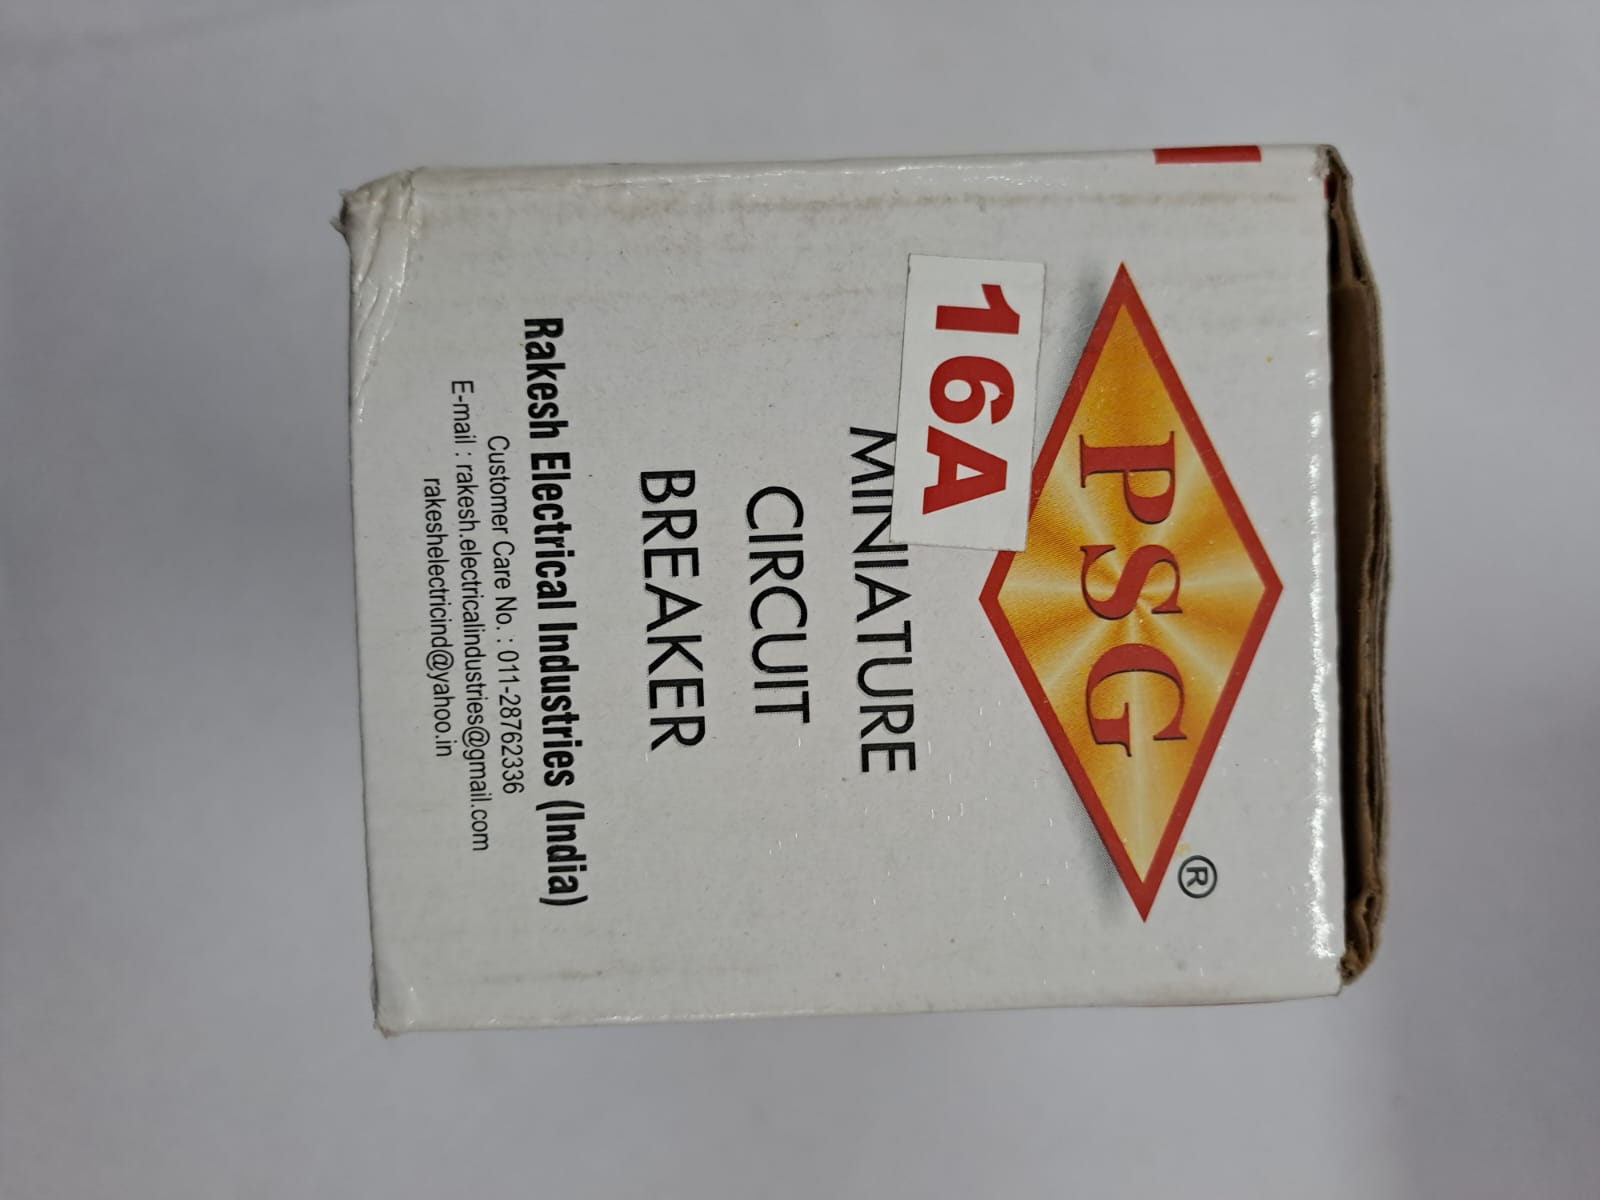 PSG ®
16A
MINIATURE
CIRCUIT
BREAKER
Rakesh Electrical Industries (India)
Customer Care No. : 011-28762336
E-mail : rakesh.electricalindustries@gmail.com
rakeshelectricind@yahoo.in